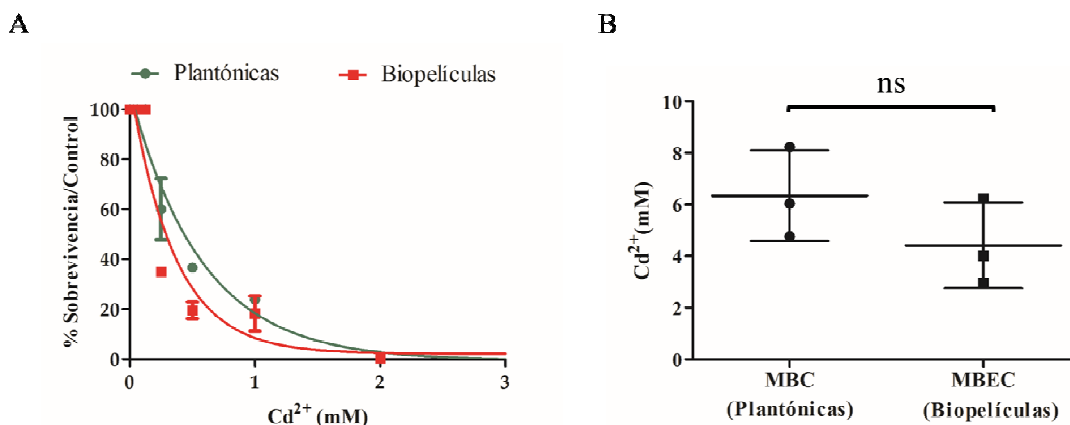 A
Plantónicas
Biopelículas
% Sobrevivencia/Control
100
80
60
40
20
0
0
1
2
3
Cd²⁺ (mM)
B
ns
Cd²⁺(mM)
10
8
6
4
2
0
MBC
(Plantónicas)
MBEC
(Biopelículas)